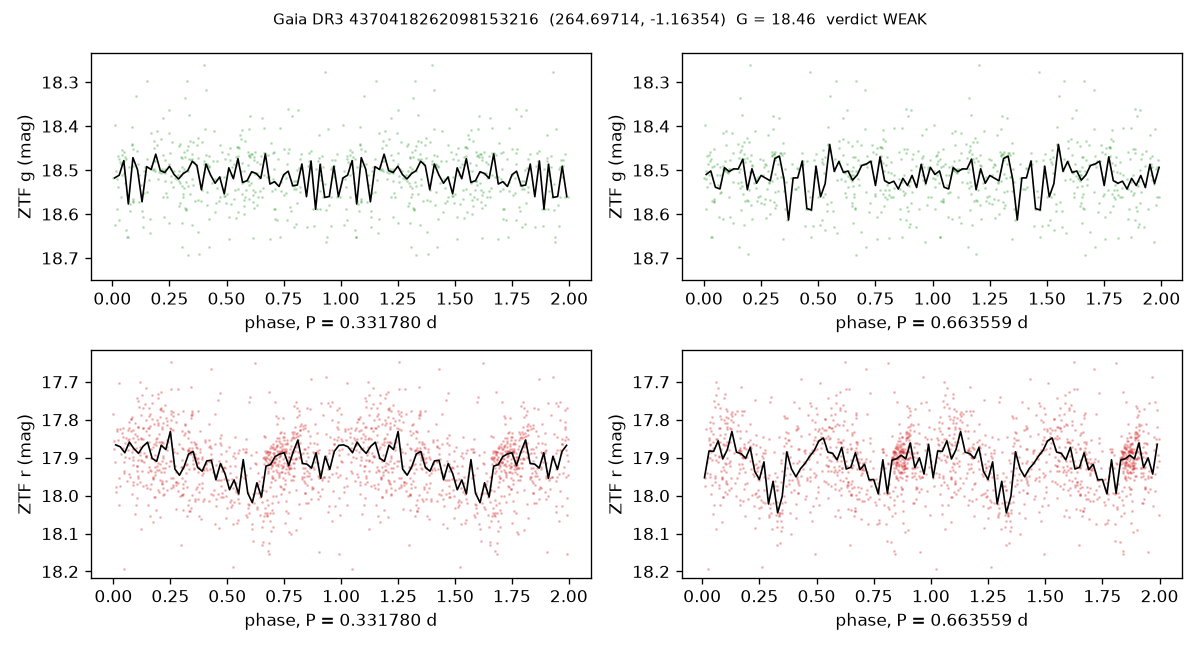 Gaia DR3 4370418262098153216  (264.69714, -1.16354)  G = 18.46  verdict WEAK
ZTF g (mag)
18.3
18.4
18.5
18.6
18.7
0.00 0.25 0.50 0.75 1.00 1.25 1.50 1.75 2.00
phase, P = 0.331780 d
ZTF g (mag)
18.3
18.4
18.5
18.6
18.7
0.00 0.25 0.50 0.75 1.00 1.25 1.50 1.75 2.00
phase, P = 0.663559 d
ZTF r (mag)
17.7
17.8
17.9
18.0
18.1
18.2
0.00 0.25 0.50 0.75 1.00 1.25 1.50 1.75 2.00
phase, P = 0.331780 d
ZTF r (mag)
17.7
17.8
17.9
18.0
18.1
18.2
0.00 0.25 0.50 0.75 1.00 1.25 1.50 1.75 2.00
phase, P = 0.663559 d